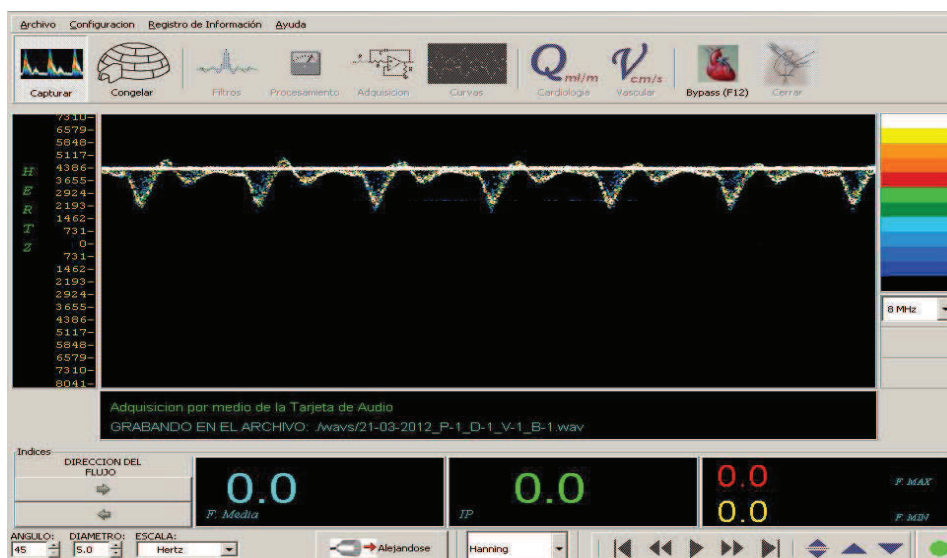 Archivo Configuracion Registro de Información Ayuda
Capturar Congelar Filtros Procesamiento Adquisicion Curvas Q ml/m Cardiologia V cm/s Vascular Bypass (F12) Cerrar
7310-
6579-
5848-
5117-
4386-
3655-
2924-
2193-
1462-
731-
0-
731-
1462-
2193-
2924-
3655-
4386-
5117-
5848-
6579-
7310-
8041-
HERTZ
8 MHz
Adquisicion por medio de la Tarjeta de Audio
GRABANDO EN EL ARCHIVO: ./wavs/21-03-2012_P-1_D-1_V-1_B-1.wav
Indices
DIRECCION DEL
FLUJO
0.0
F. Media
0.0
IP
0.0 F. MAX
0.0 F. MIN
ANGULO: DIAMETRO: ESCALA:
45 5.0 Hertz Alejandose Hanning